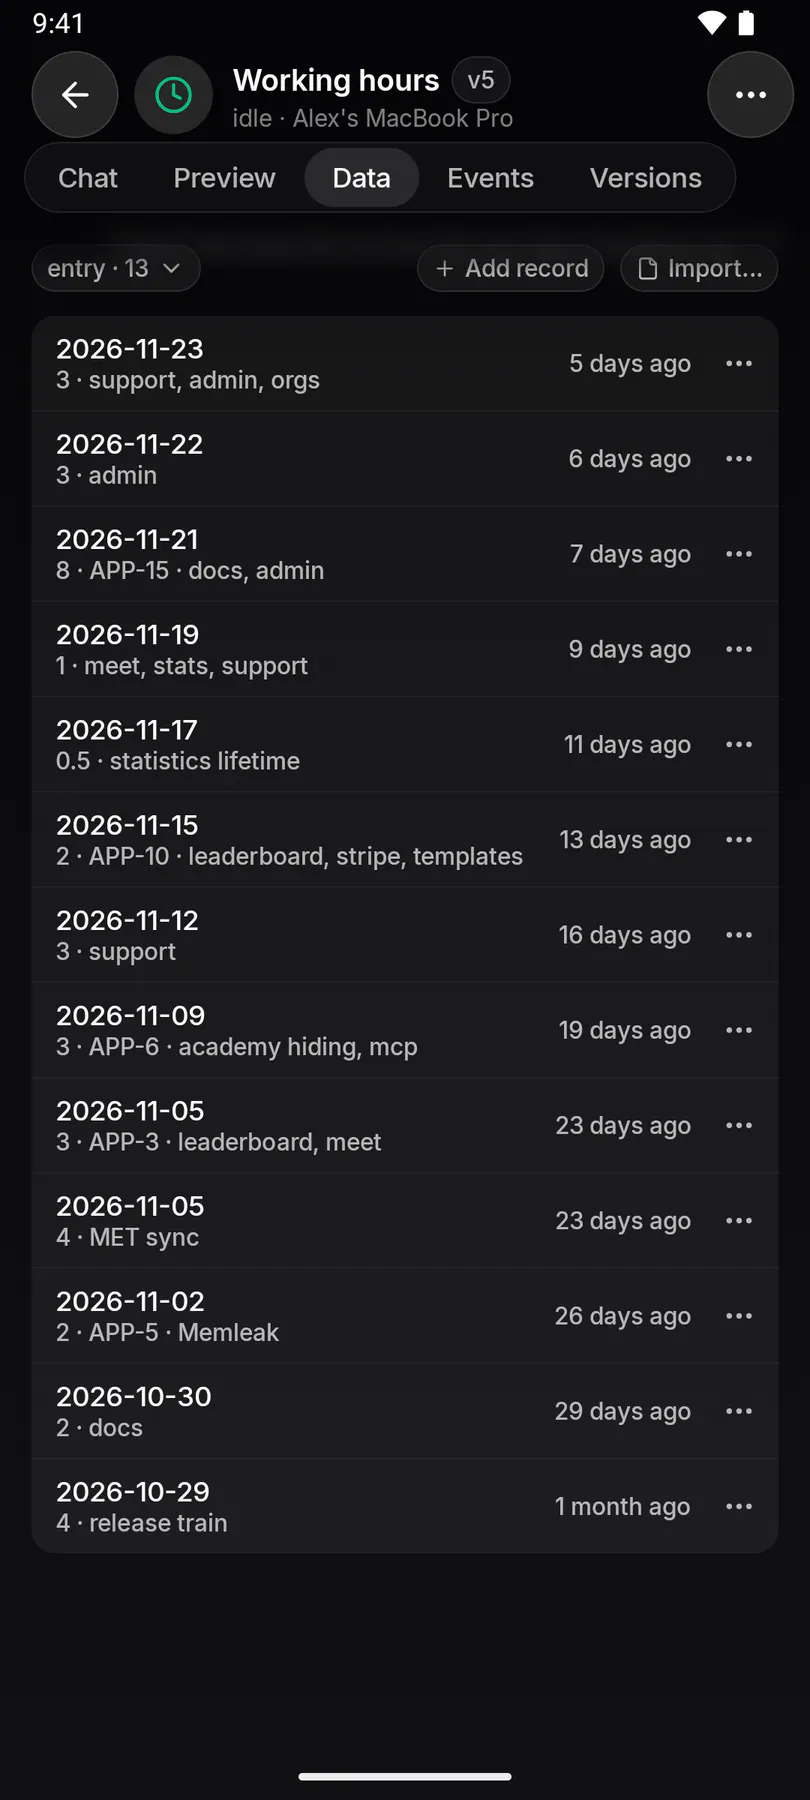 9:41
Working hours v5
idle · Alex's MacBook Pro
Chat Preview Data Events Versions
entry · 13 + Add record Import...
2026-11-23
3 · support, admin, orgs
5 days ago
2026-11-22
3 · admin
6 days ago
2026-11-21
8 · APP-15 · docs, admin
7 days ago
2026-11-19
1 · meet, stats, support
9 days ago
2026-11-17
0.5 · statistics lifetime
11 days ago
2026-11-15
2 · APP-10 · leaderboard, stripe, templates
13 days ago
2026-11-12
3 · support
16 days ago
2026-11-09
3 · APP-6 · academy hiding, mcp
19 days ago
2026-11-05
3 · APP-3 · leaderboard, meet
23 days ago
2026-11-05
4 · MET sync
23 days ago
2026-11-02
2 · APP-5 · Memleak
26 days ago
2026-10-30
2 · docs
29 days ago
2026-10-29
4 · release train
1 month ago